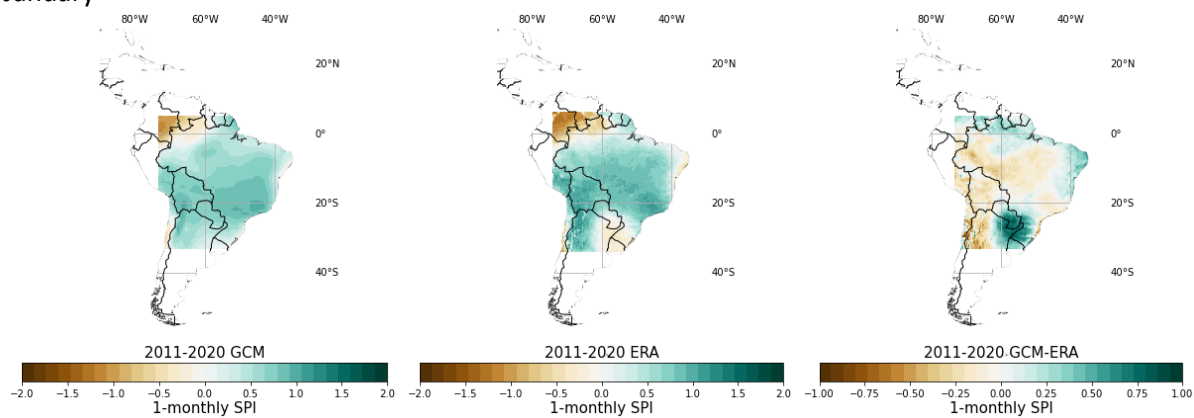 80°W 60°W 40°W 80°W 60°W 40°W 80°W 60°W 40°W
20°N 20°N 20°N
0° 0° 0°
20°S 20°S 20°S
40°S 40°S 40°S
2011-2020 GCM 2011-2020 ERA 2011-2020 GCM-ERA
−2.0 −1.5 −1.0 −0.5 0.0 0.5 1.0 1.5 2.0 −2.0 −1.5 −1.0 −0.5 0.0 0.5 1.0 1.5 2.0 −1.00 −0.75 −0.50 −0.25 0.00 0.25 0.50 0.75 1.00
1-monthly SPI 1-monthly SPI 1-monthly SPI